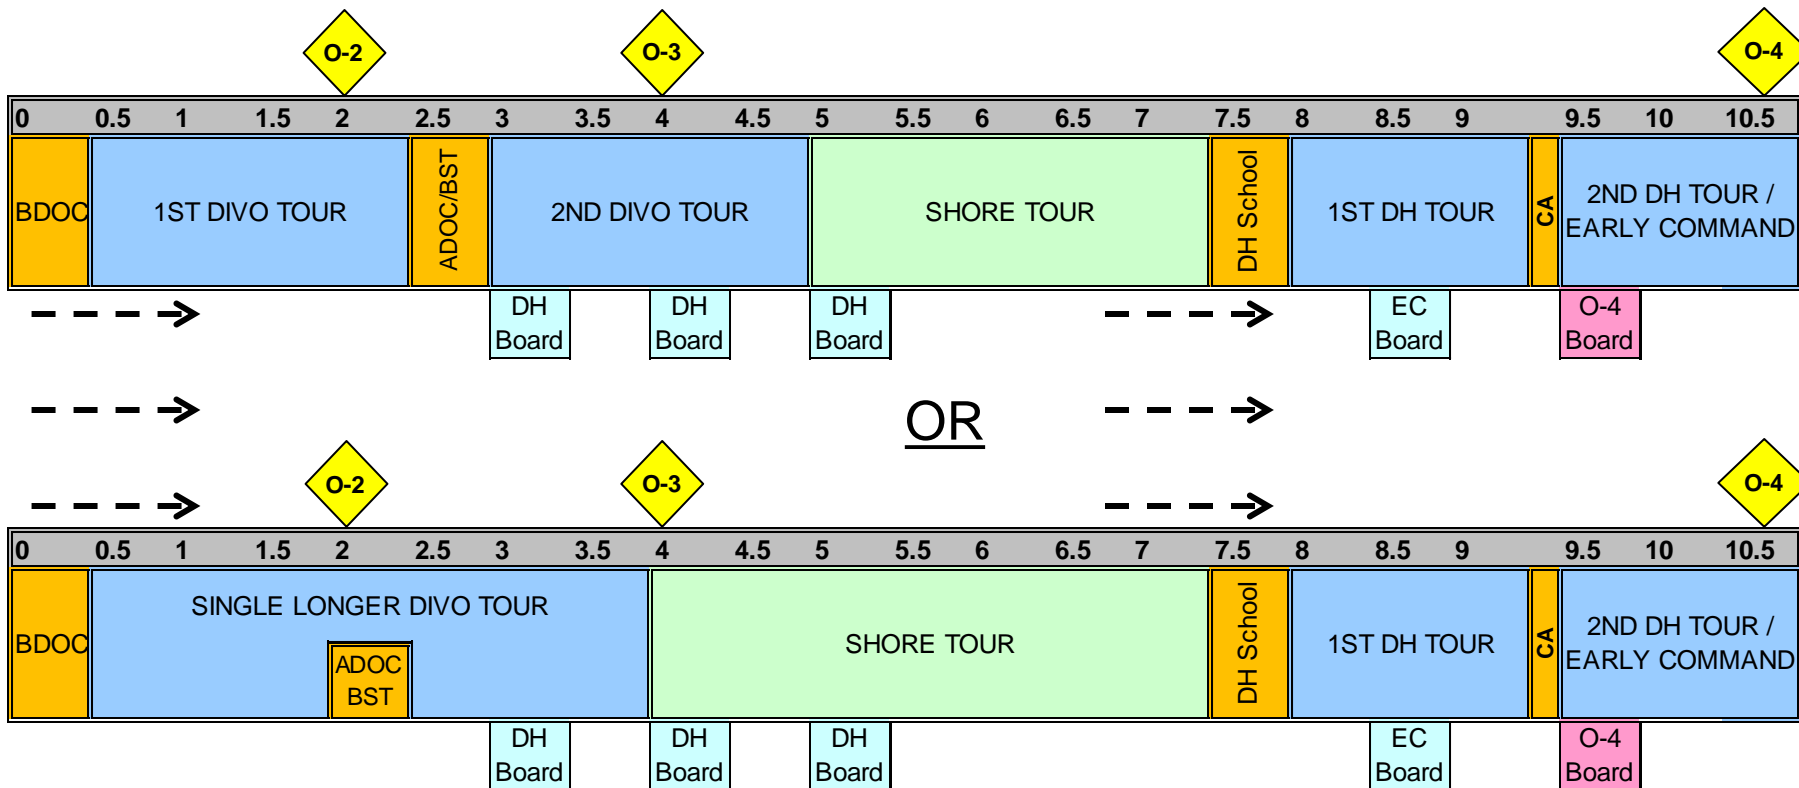 O-2 O-3 O-4
0 0.5 1 1.5 2 2.5 3 3.5 4 4.5 5 5.5 6 6.5 7 7.5 8 8.5 9 9.5 10 10.5
BDOC
1ST DIVO TOUR
ADOC/BST
2ND DIVO TOUR
SHORE TOUR
DH School
1ST DH TOUR
CA
2ND DH TOUR /
EARLY COMMAND
DH
Board
DH
Board
DH
Board
EC
Board
O-4
Board
OR
O-2 O-3 O-4
0 0.5 1 1.5 2 2.5 3 3.5 4 4.5 5 5.5 6 6.5 7 7.5 8 8.5 9 9.5 10 10.5
BDOC
SINGLE LONGER DIVO TOUR
ADOC
BST
SHORE TOUR
DH School
1ST DH TOUR
CA
2ND DH TOUR /
EARLY COMMAND
DH
Board
DH
Board
DH
Board
EC
Board
O-4
Board